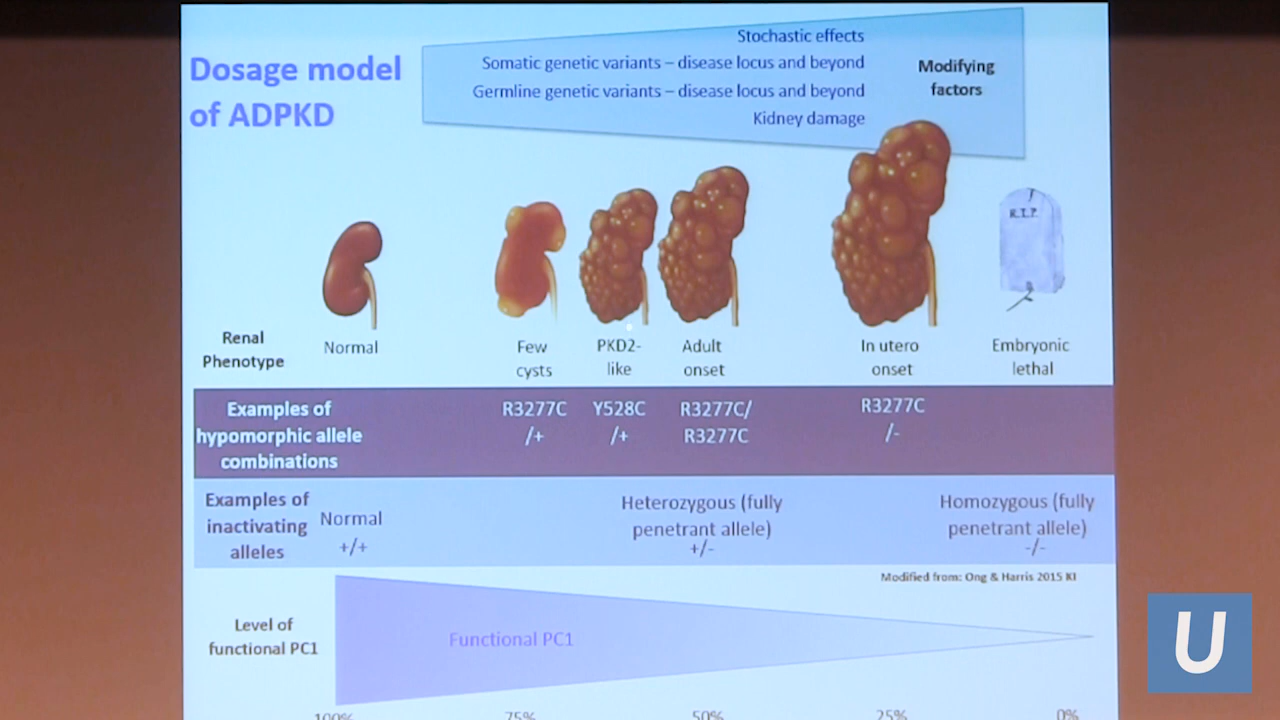 Dosage model
of ADPKD
Stochastic effects
Somatic genetic variants – disease locus and beyond
Germline genetic variants – disease locus and beyond
Kidney damage
Modifying
factors
R.I.P.
Renal
Phenotype
Normal
Few
cysts
PKD2-
like
Adult
onset
In utero
onset
Embryonic
lethal
Examples of
hypomorphic allele
combinations
R3277C
/+
Y528C
/+
R3277C/
R3277C
R3277C
/-
Examples of
inactivating
alleles
Normal
+/+
Heterozygous (fully
penetrant allele)
+/-
Homozygous (fully
penetrant allele)
-/-
Modified from: Ong & Harris 2015 KI
Level of
functional PC1
Functional PC1
100% 75% 50% 25% 0%
U